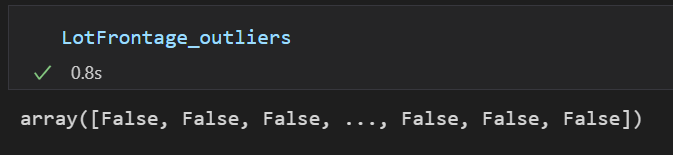 LotFrontage_outliers
0.8s
array([False, False, False, ..., False, False, False])